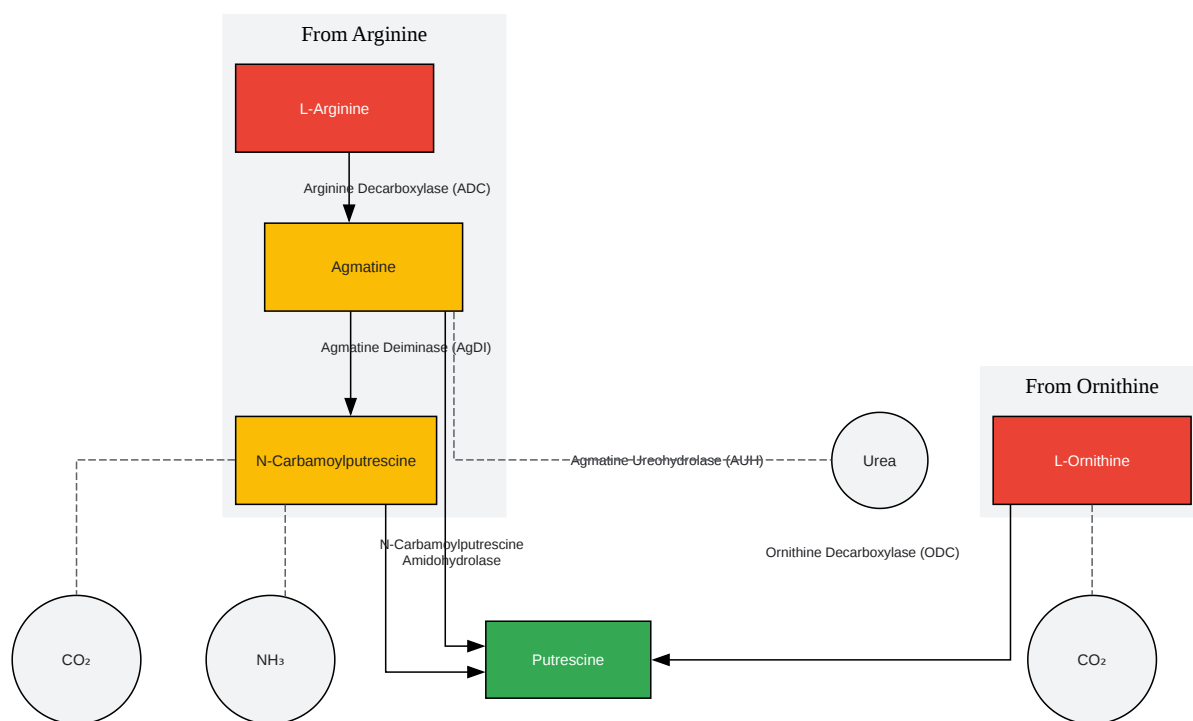 From Arginine
L-Arginine
Arginine Decarboxylase (ADC)
Agmatine
Agmatine Deiminase (AgDI)
From Ornithine
N-Carbamoylputrescine
Agmatine Ureohydrolase (AUH)
Urea
L-Ornithine
N-Carbamoylputrescine
Amidohydrolase
Ornithine Decarboxylase (ODC)
CO₂
NH₃
Putrescine
CO₂